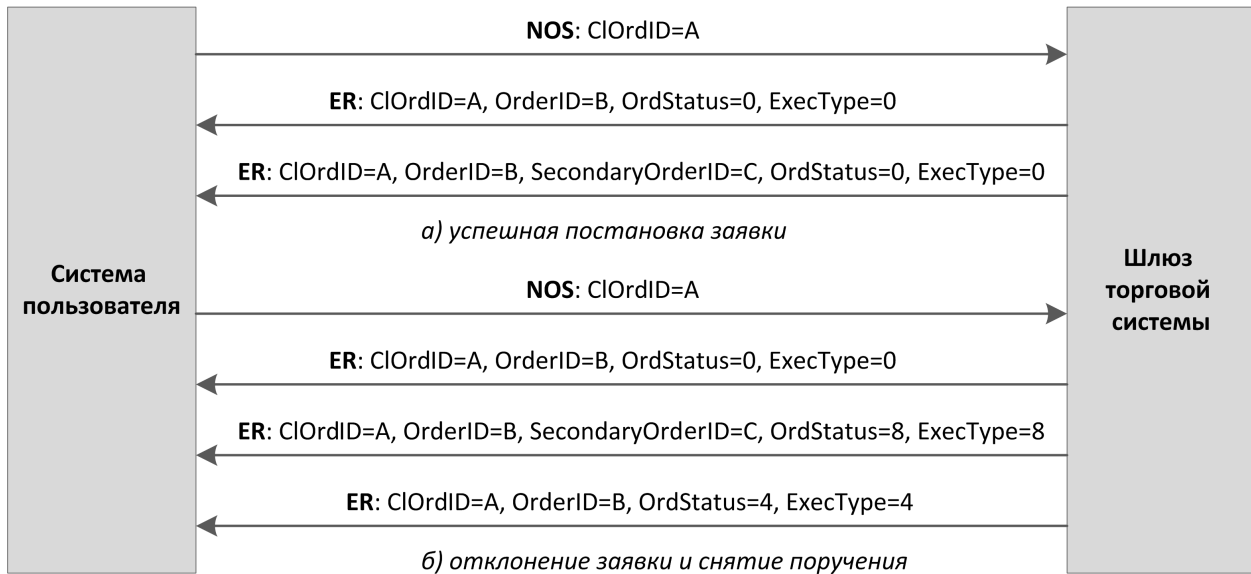 NOS: ClOrdID=A
ER: ClOrdID=A, OrderID=B, OrdStatus=0, ExecType=0
ER: ClOrdID=A, OrderID=B, SecondaryOrderID=C, OrdStatus=0, ExecType=0
а) успешная постановка заявки
Система
пользователя
Шлюз
торговой
системы
NOS: ClOrdID=A
ER: ClOrdID=A, OrderID=B, OrdStatus=0, ExecType=0
ER: ClOrdID=A, OrderID=B, SecondaryOrderID=C, OrdStatus=8, ExecType=8
ER: ClOrdID=A, OrderID=B, OrdStatus=4, ExecType=4
б) отклонение заявки и снятие поручения